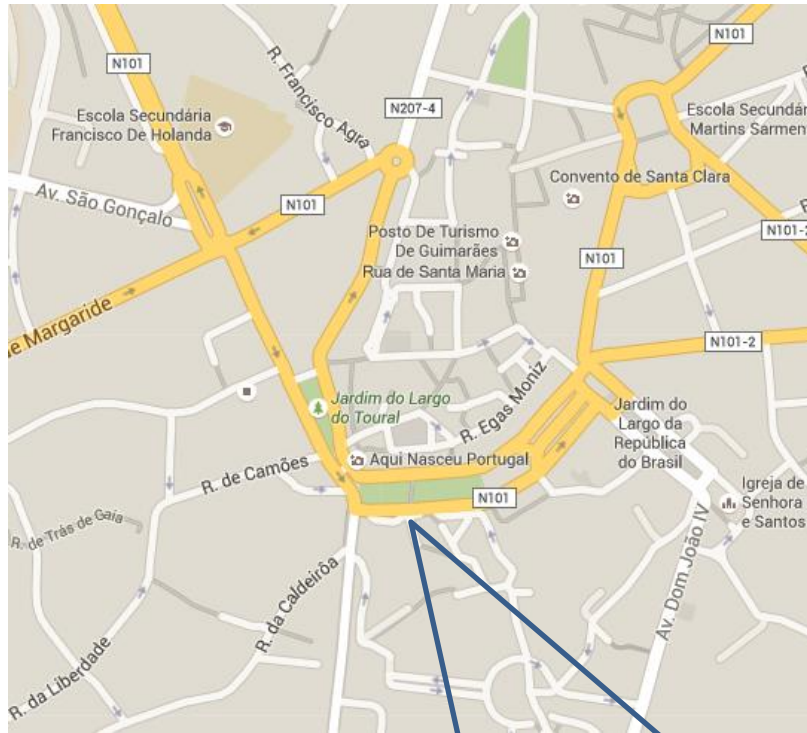 N101
R. Francisco Agra
N101
N207-4
Escola Secundária
Francisco De Holanda
Escola Secundár
Martins Sarmen
Convento de Santa Clara
Av. São Gonçalo
N101
Posto De Turismo
De Guimarães
Rua de Santa Maria
N101-2
N101
de Margaride
N101-2
Jardim do Largo
do Toural
R. Egas Moniz
Jardim do
Largo da
República
do Brasil
R. de Camões
Aqui Nasceu Portugal
N101
Igreja de
Senhora
e Santos
R. de Trás de Gaia
R. da Caldeirôa
Av. Dom João IV
R. da Liberdade